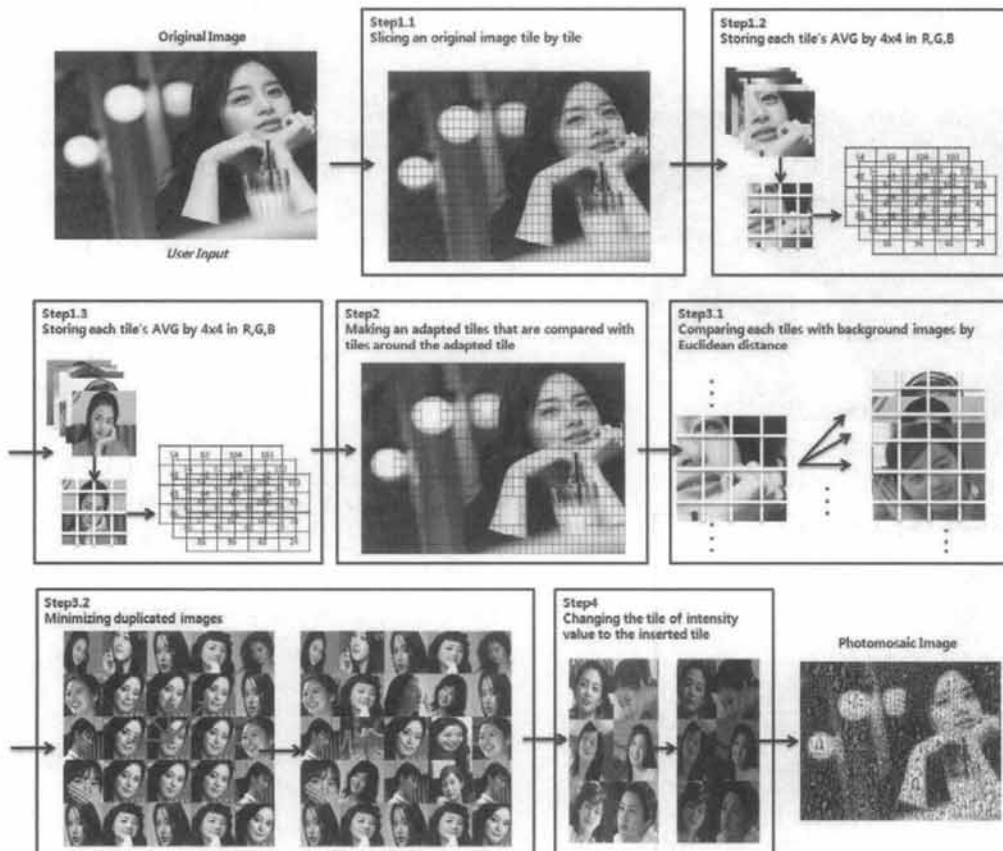 Original Image
User Input
Step1.1
Slicing an original image tile by tile
Step1.2
Storing each tile's AVG by 4x4 in R,G,B
Step1.3
Storing each tile's AVG by 4x4 in R,G,B
Step2
Making an adapted tiles that are compared with
tiles around the adapted tile
Step3.1
Comparing each tiles with background images by
Euclidean distance
Step3.2
Minimizing duplicated images
Step4
Changing the tile of intensity
value to the inserted tile
Photomosaic Image